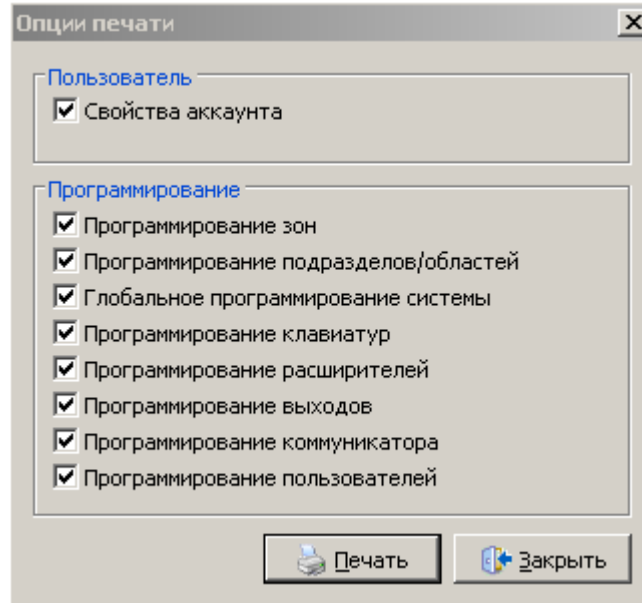 Опции печати
Пользователь
Свойства аккаунта
Программирование
Программирование зон
Программирование подразделов/областей
Глобальное программирование системы
Программирование клавиатур
Программирование расширителей
Программирование выходов
Программирование коммуникатора
Программирование пользователей
Печать Закрыть